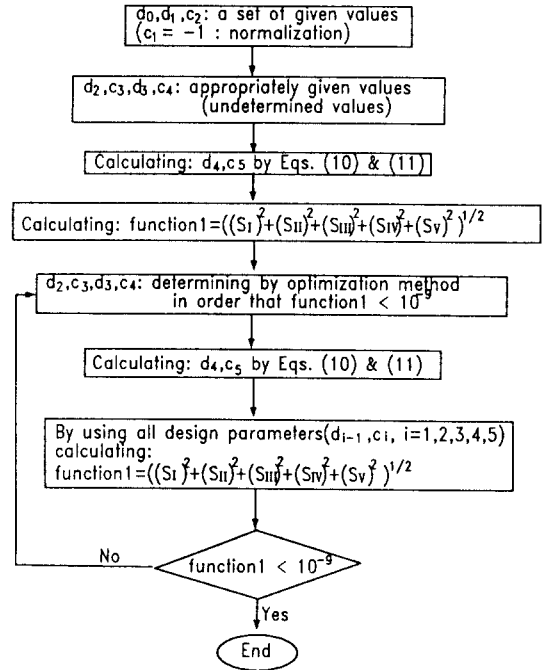 d₀,d₁,c₂: a set of given values
(c₁ = −1 : normalization)
d₂,c₃,d₃,c₄: appropriately given values
(undetermined values)
Calculating: d₄,c₅ by Eqs. (10) & (11)
Calculating: function1=((SI)²+(SII)²+(SIII)²+(SIV)²+(SV)² )^1/2
d₂,c₃,d₃,c₄: determining by optimization method
in order that function1 < 10⁻⁹
Calculating: d₄,c₅ by Eqs. (10) & (11)
By using all design parameters(dᵢ₋₁,cᵢ, i=1,2,3,4,5)
calculating:
function1=((SI)²+(SII)²+(SIII)²+(SIV)²+(SV)² )^1/2
No
function1 < 10⁻⁹
Yes
End